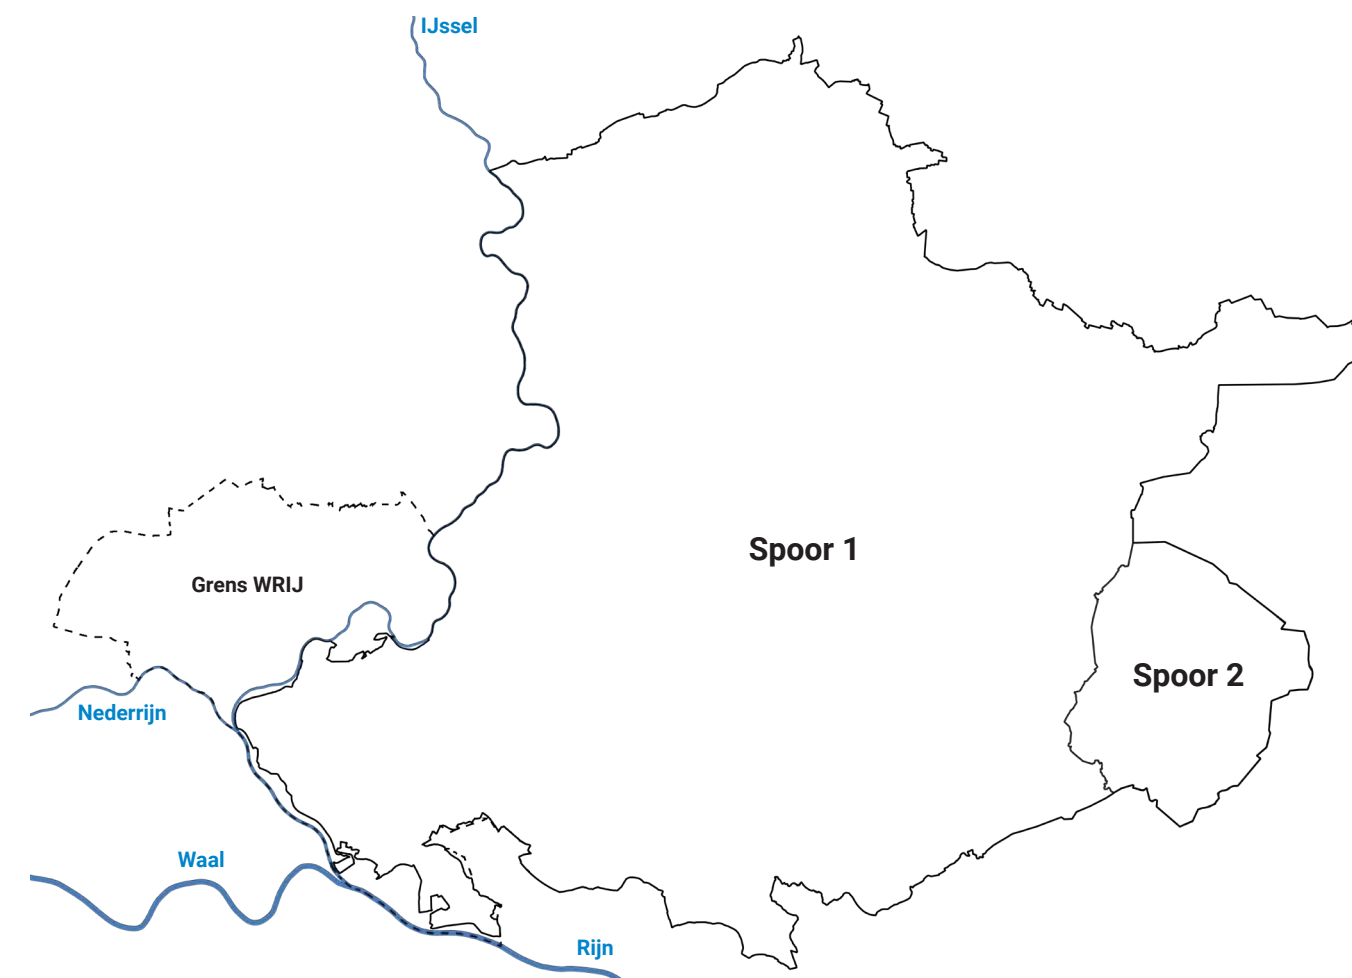 IJssel
Spoor 1
Grens WRIJ
Spoor 2
Nederrijn
Waal
Rijn